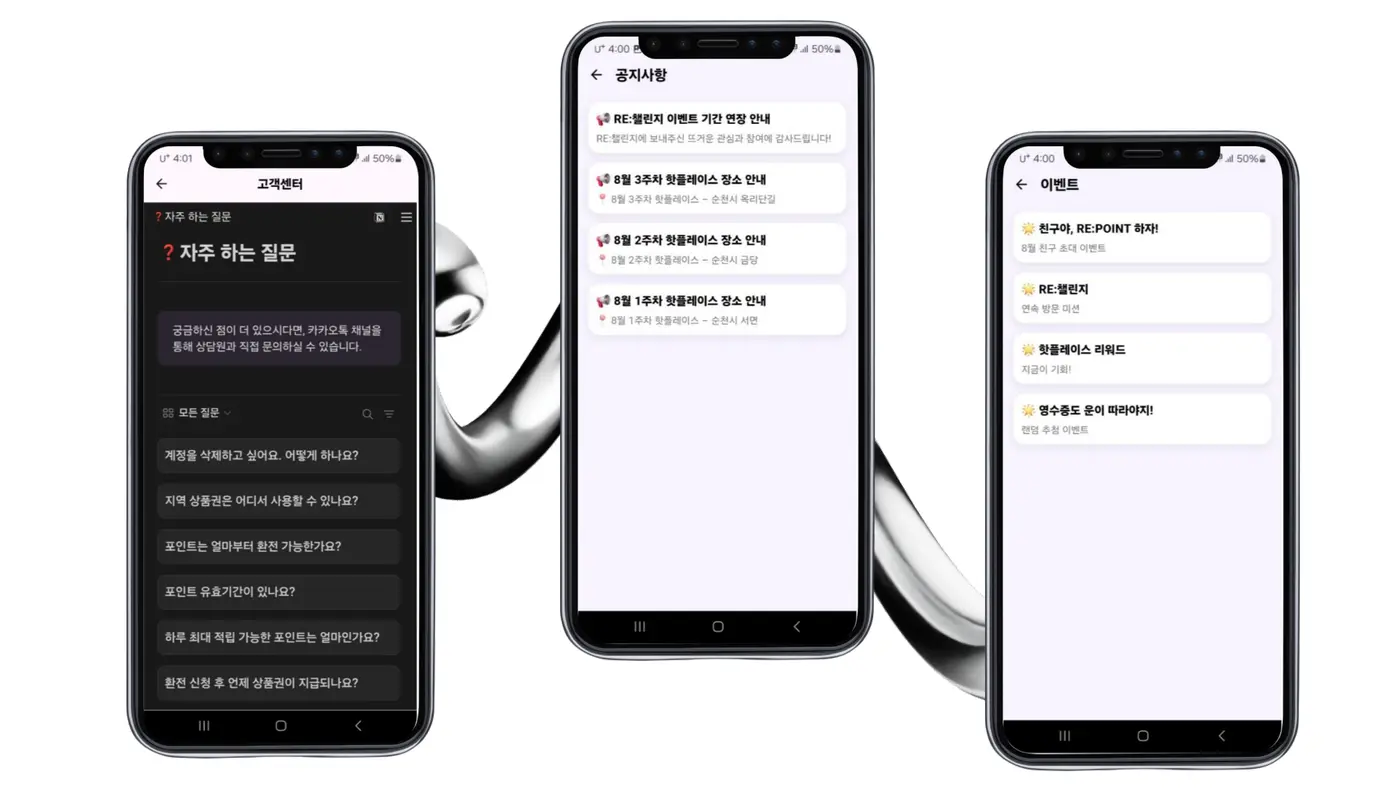 U+ 4:01
50%
고객센터
❓자주 하는 질문
❓자주 하는 질문
궁금하신 점이 더 있으시다면, 카카오톡 채널을
통해 상담원과 직접 문의하실 수 있습니다.
모든 질문
계정을 삭제하고 싶어요. 어떻게 하나요?
지역 상품권은 어디서 사용할 수 있나요?
포인트는 얼마부터 환전 가능한가요?
포인트 유효기간이 있나요?
하루 최대 적립 가능한 포인트는 얼마인가요?
환전 신청 후 언제 상품권이 지급되나요?
U+ 4:00
50%
공지사항
📢 RE:챌린지 이벤트 기간 연장 안내
RE:챌린지에 보내주신 뜨거운 관심과 참여에 감사드립니다!
📢 8월 3주차 핫플레이스 장소 안내
📍 8월 3주차 핫플레이스 – 순천시 옥리단길
📢 8월 2주차 핫플레이스 장소 안내
📍 8월 2주차 핫플레이스 – 순천시 금당
📢 8월 1주차 핫플레이스 장소 안내
📍 8월 1주차 핫플레이스 – 순천시 서면
U+ 4:00
50%
이벤트
🌟 친구야, RE:POINT 하자!
8월 친구 초대 이벤트
🌟 RE:챌린지
연속 방문 미션
🌟 핫플레이스 리워드
지금이 기회!
🌟 영수증도 운이 따라야지!
랜덤 추첨 이벤트